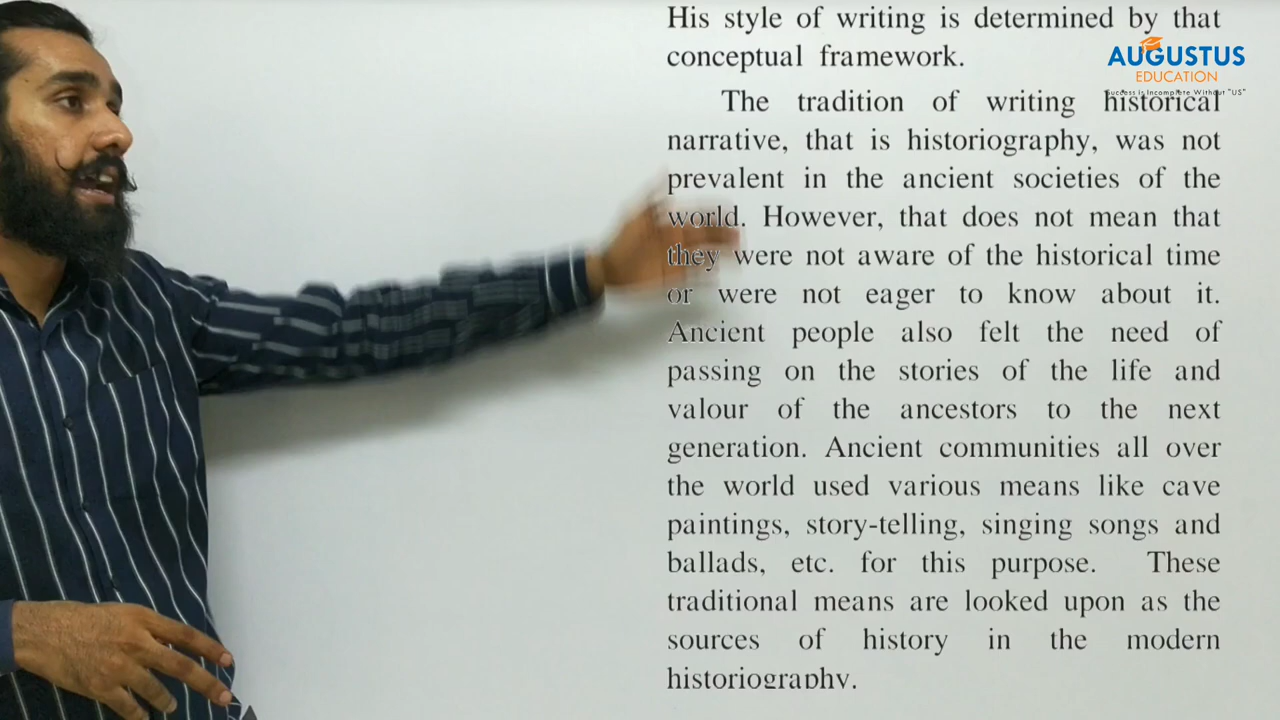 His style of writing is determined by that
conceptual framework.
AUGUSTUS
EDUCATION
Success is Incomplete Without "US"
The tradition of writing historical
narrative, that is historiography, was not
prevalent in the ancient societies of the
world. However, that does not mean that
they were not aware of the historical time
or were not eager to know about it.
Ancient people also felt the need of
passing on the stories of the life and
valour of the ancestors to the next
generation. Ancient communities all over
the world used various means like cave
paintings, story-telling, singing songs and
ballads, etc. for this purpose. These
traditional means are looked upon as the
sources of history in the modern
historiography.